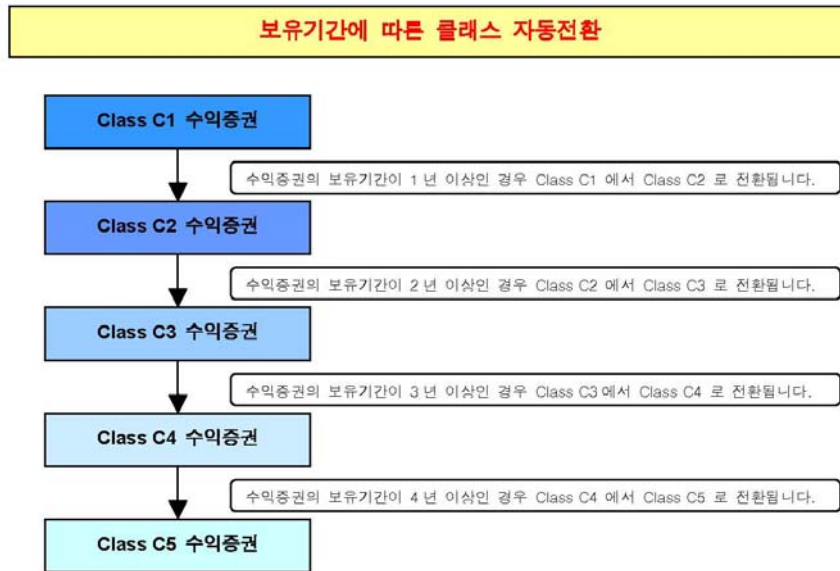 보유기간에 따른 클래스 자동전환
Class C1 수익증권
수익증권의 보유기간이 1 년 이상인 경우 Class C1 에서 Class C2 로 전환됩니다.
Class C2 수익증권
수익증권의 보유기간이 2 년 이상인 경우 Class C2 에서 Class C3 로 전환됩니다.
Class C3 수익증권
수익증권의 보유기간이 3 년 이상인 경우 Class C3 에서 Class C4 로 전환됩니다.
Class C4 수익증권
수익증권의 보유기간이 4 년 이상인 경우 Class C4 에서 Class C5 로 전환됩니다.
Class C5 수익증권